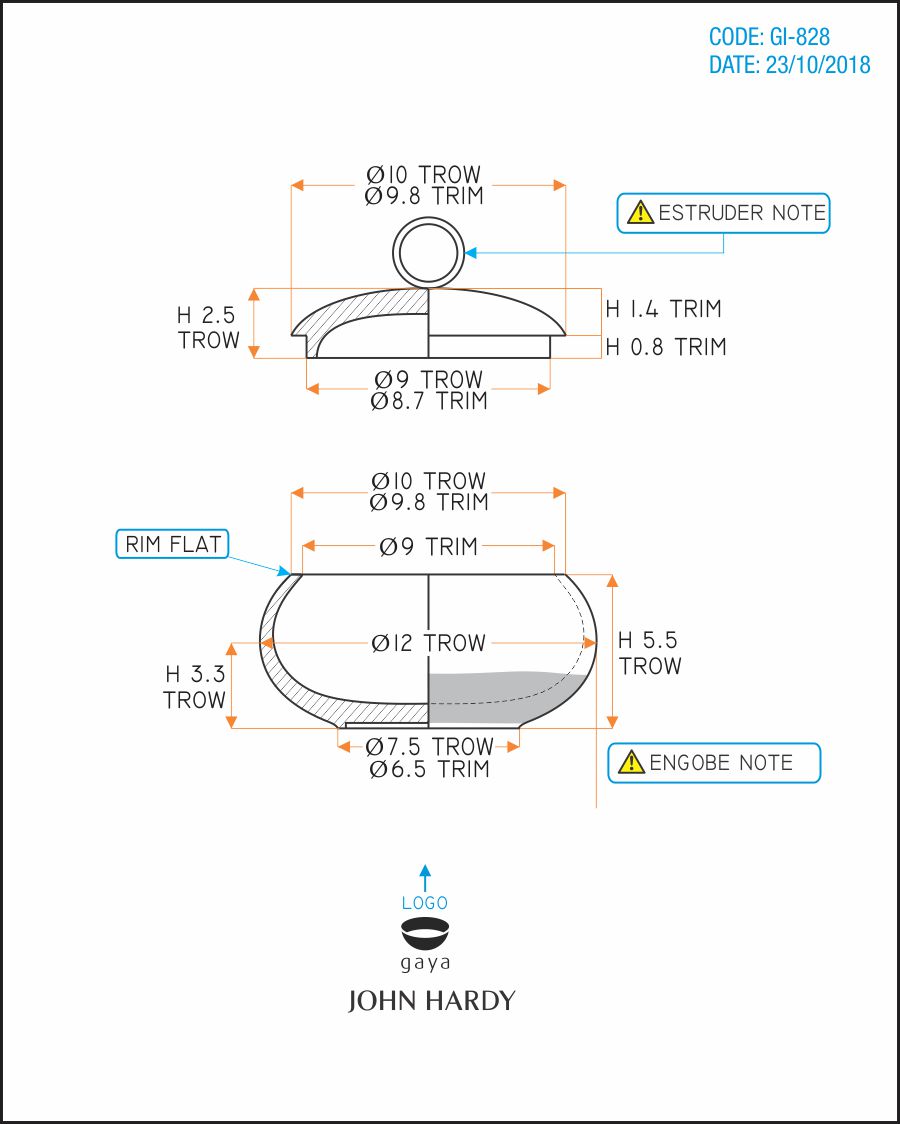 CODE: GI-828
DATE: 23/10/2018
Ø10 TROW
Ø9.8 TRIM
ESTRUDER NOTE
H 2.5
TROW
H 1.4 TRIM
H 0.8 TRIM
Ø9 TROW
Ø8.7 TRIM
Ø10 TROW
Ø9.8 TRIM
RIM FLAT
Ø9 TRIM
Ø12 TROW
H 5.5
TROW
H 3.3
TROW
Ø7.5 TROW
Ø6.5 TRIM
ENGOBE NOTE
LOGO
gaya
JOHN HARDY